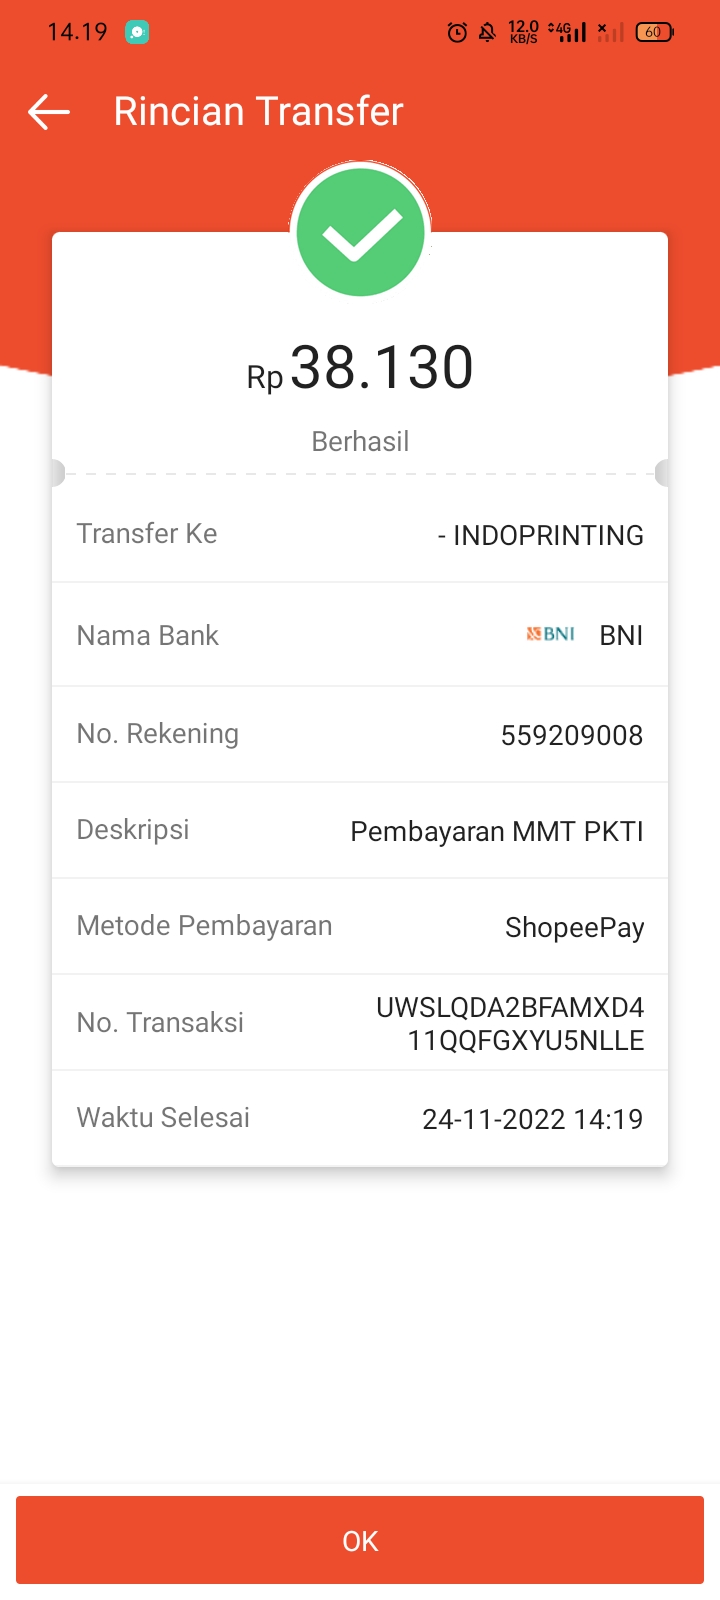 14.19 12.0 KB/S 4G 60
Rincian Transfer
Rp 38.130
Berhasil
Transfer Ke - INDOPRINTING
Nama Bank BNI BNI
No. Rekening 559209008
Deskripsi Pembayaran MMT PKTI
Metode Pembayaran ShopeePay
No. Transaksi UWSLQDA2BFAMXD4
11QQFGXYU5NLLE
Waktu Selesai 24-11-2022 14:19
OK